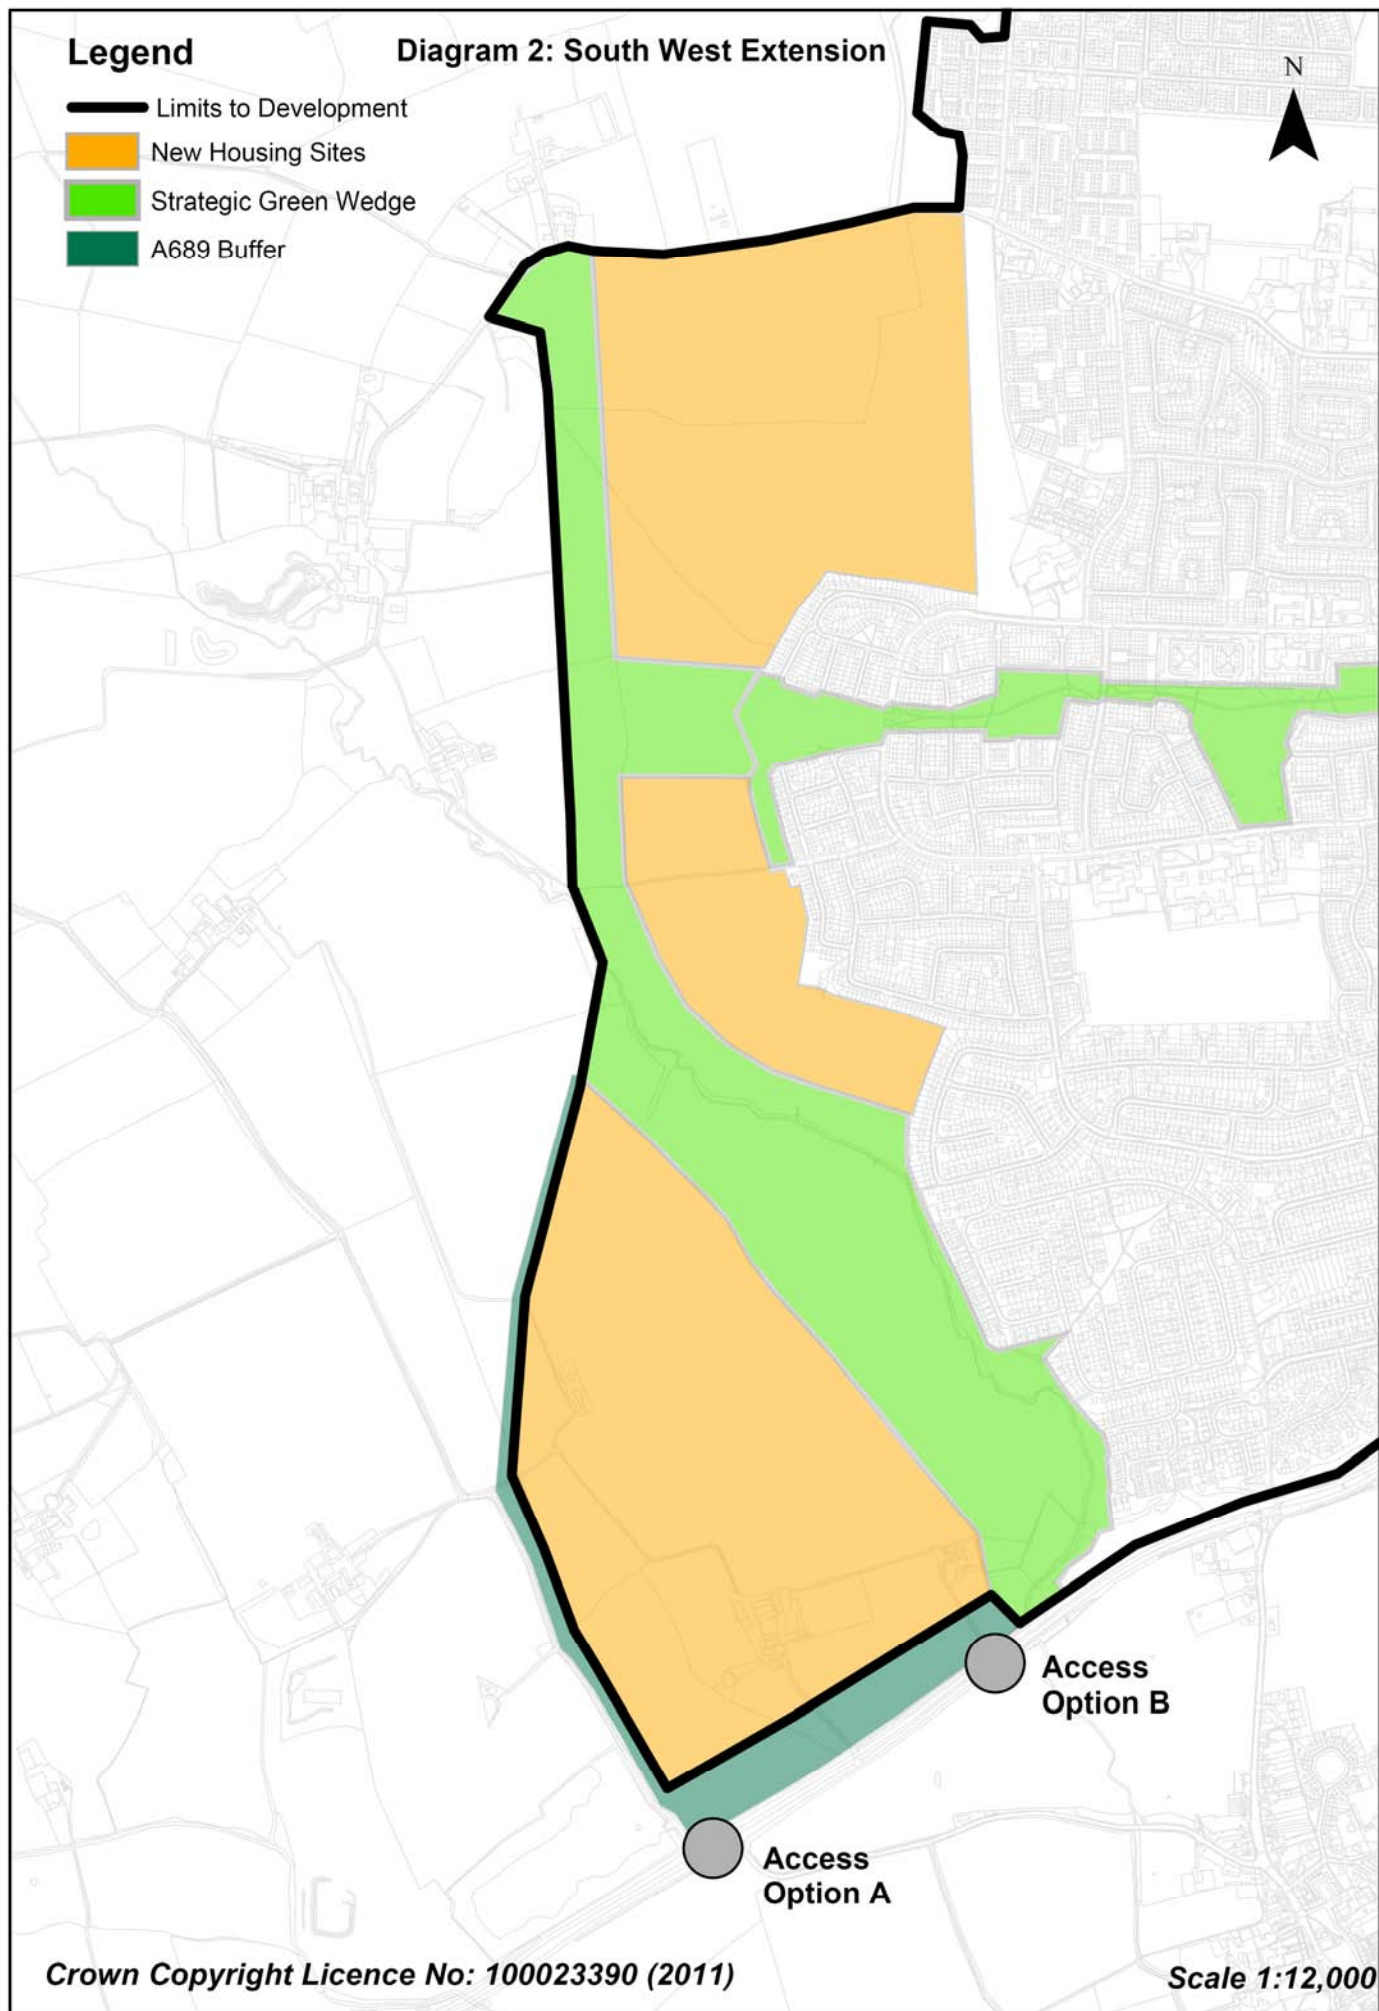 Legend
Diagram 2: South West Extension
N
Limits to Development
New Housing Sites
Strategic Green Wedge
A689 Buffer
Access
Option B
Access
Option A
Crown Copyright Licence No: 100023390 (2011)
Scale 1:12,000